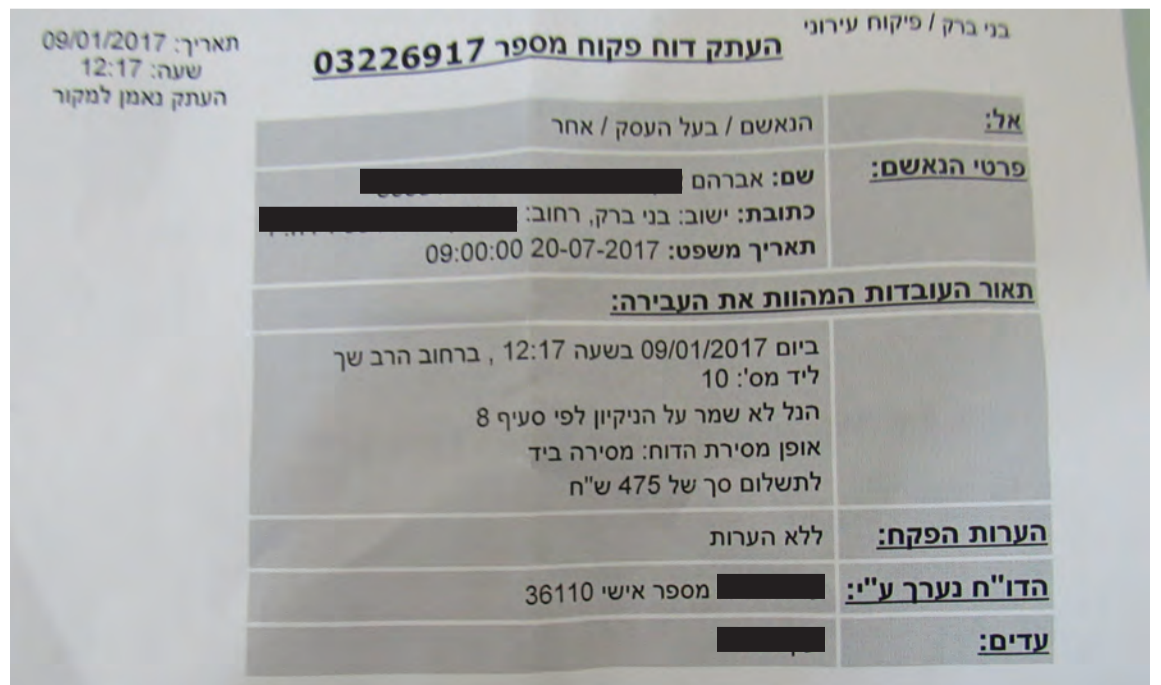 בני ברק / פיקוח עירוני
תאריך: 09/01/2017
שעה: 12:17
העתק נאמן למקור
העתק דוח פקוח מספר 03226917
אל: הנאשם / בעל העסק / אחר
פרטי הנאשם: שם: אברהם
כתובת: ישוב: בני ברק, רחוב:
תאריך משפט: 20-07-2017 09:00:00
תאור העובדות המהוות את העבירה:
ביום 09/01/2017 בשעה 12:17 , ברחוב הרב שך
ליד מס': 10
הנל לא שמר על הניקיון לפי סעיף 8
אופן מסירת הדוח: מסירה ביד
לתשלום סך של 475 ש"ח
הערות הפקח: ללא הערות
הדו"ח נערך ע"י: מספר אישי 36110
עדים: